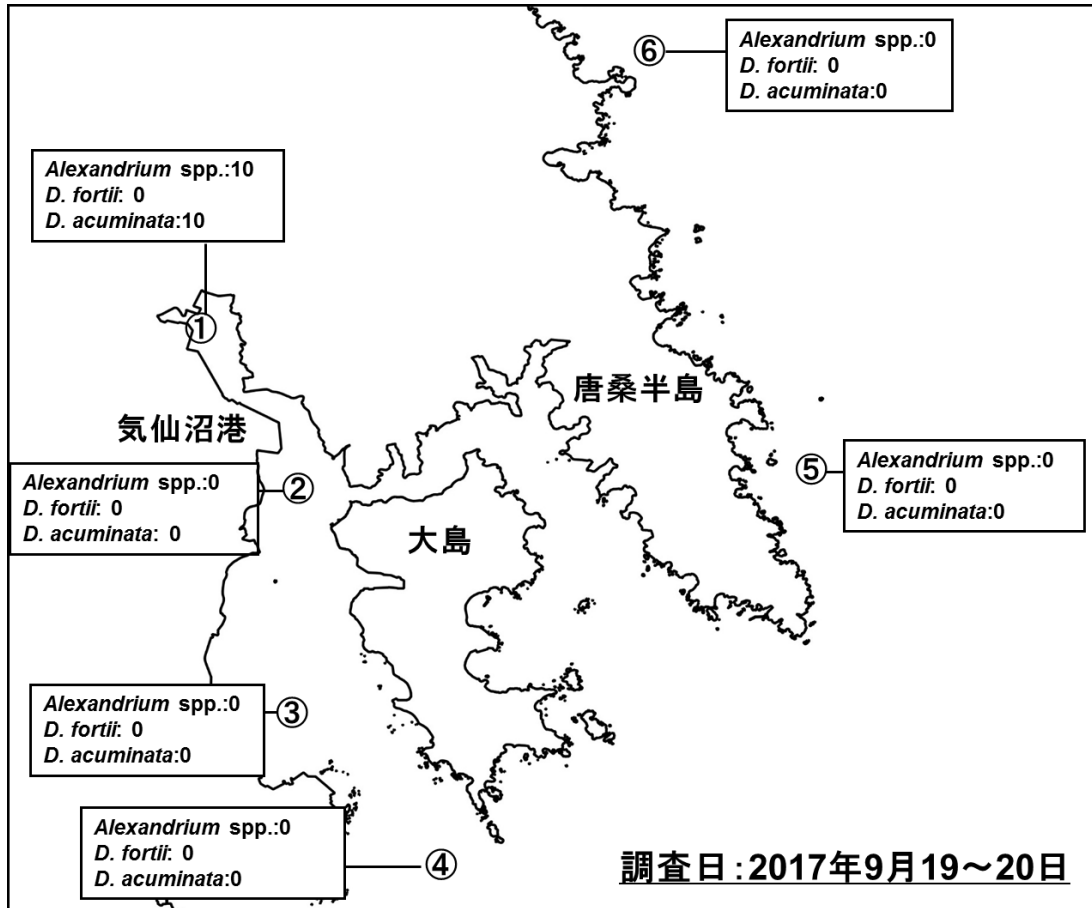 ⑥
Alexandrium spp.:0
D. fortii: 0
D. acuminata:0
Alexandrium spp.:10
D. fortii: 0
D. acuminata:10
①
唐桑半島
気仙沼港
⑤
Alexandrium spp.:0
D. fortii: 0
D. acuminata:0
Alexandrium spp.:0
D. fortii: 0
D. acuminata: 0
②
大島
Alexandrium spp.:0
D. fortii: 0
D. acuminata:0
③
Alexandrium spp.:0
D. fortii: 0
D. acuminata:0
④
調査日:2017年9月19～20日